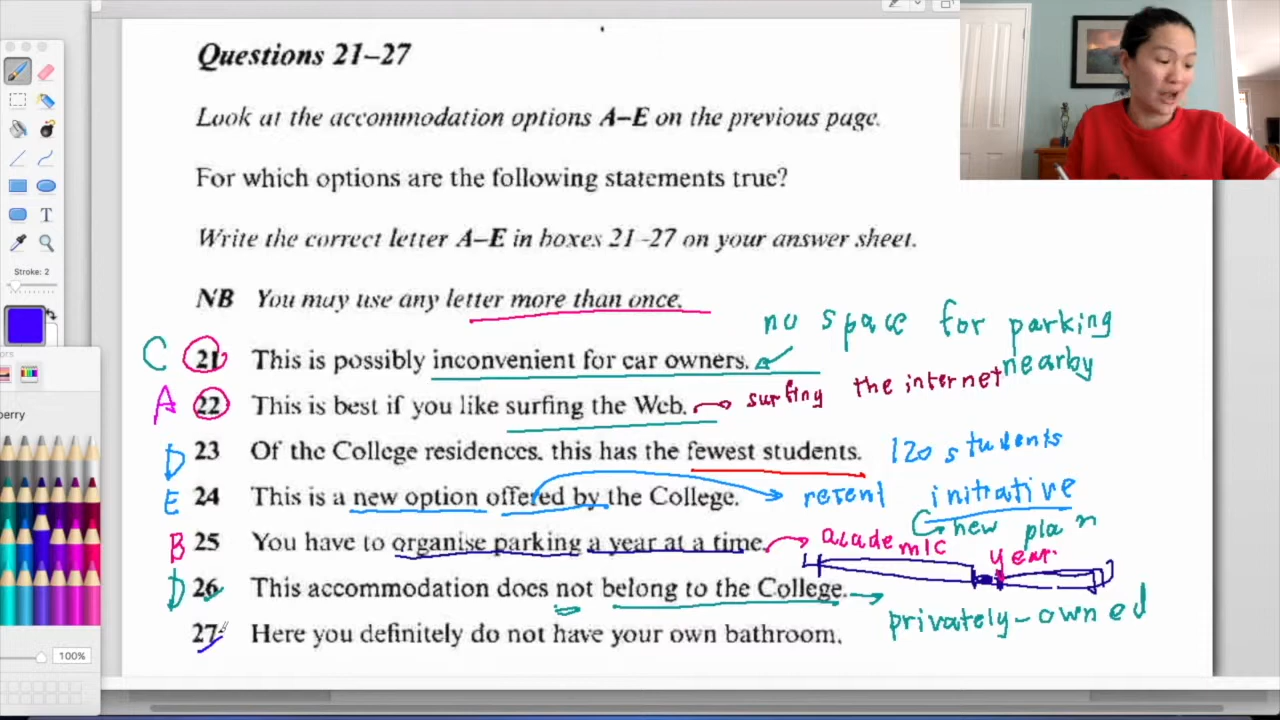 Questions 21–27
Look at the accommodation options A–E on the previous page.
For which options are the following statements true?
Write the correct letter A–E in boxes 21–27 on your answer sheet.
Stroke: 2
NB You may use any letter more than once.
no space for parking
nearby
C 21 This is possibly inconvenient for car owners.
A 22 This is best if you like surfing the Web. surfing the internet
berry
D 23 Of the College residences, this has the fewest students. 120 students
E 24 This is a new option offered by the College. resent initiative
new plan
B 25 You have to organise parking a year at a time. academic
year.
D 26 This accommodation does not belong to the College. privately-owned
27 Here you definitely do not have your own bathroom.
100%